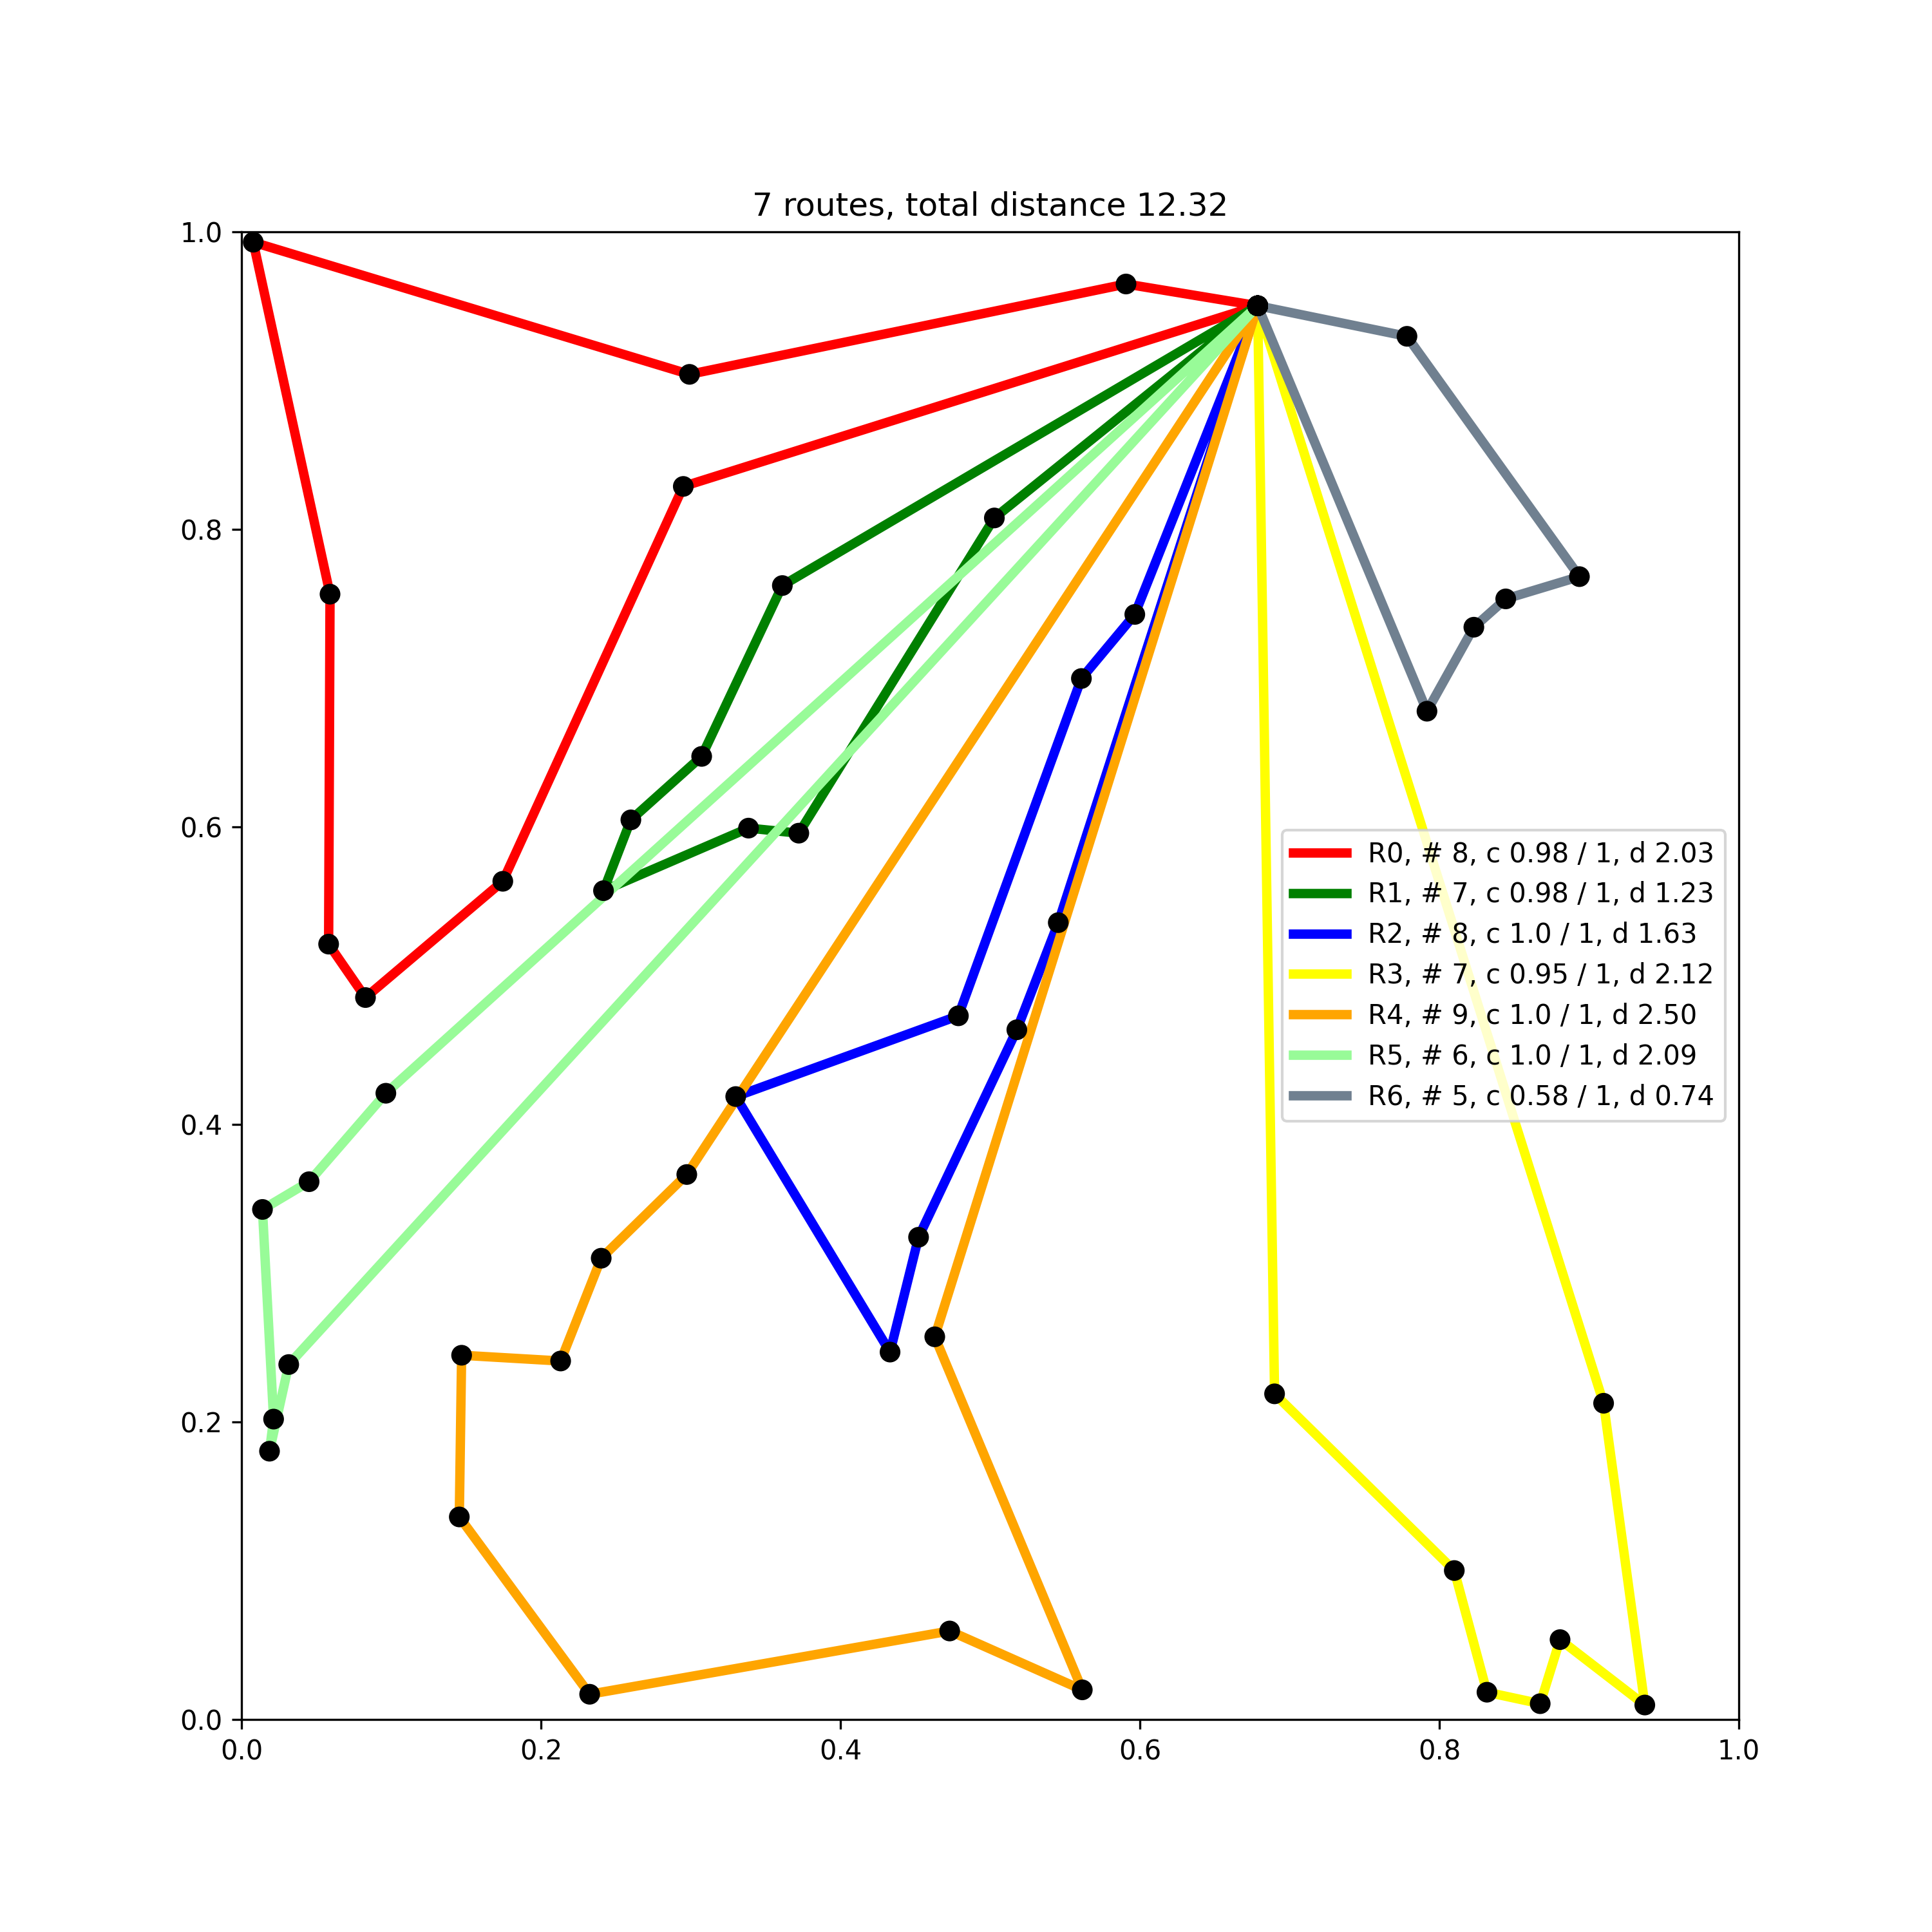 7 routes, total distance 12.32
1.0
0.8
0.6
0.4
0.2
0.0
R0, # 8, c 0.98 / 1, d 2.03
R1, # 7, c 0.98 / 1, d 1.23
R2, # 8, c 1.0 / 1, d 1.63
R3, # 7, c 0.95 / 1, d 2.12
R4, # 9, c 1.0 / 1, d 2.50
R5, # 6, c 1.0 / 1, d 2.09
R6, # 5, c 0.58 / 1, d 0.74
0.0 0.2 0.4 0.6 0.8 1.0